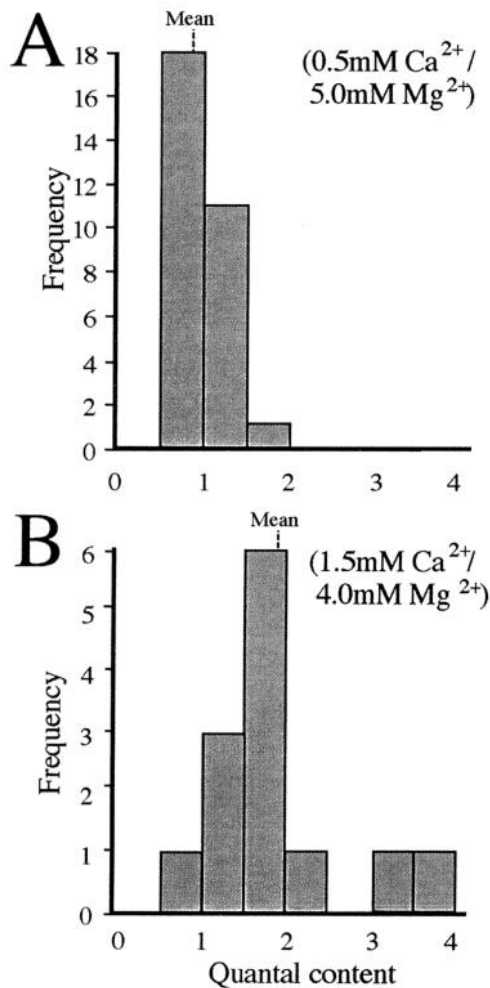 A
Mean
(0.5mM Ca²⁺/
5.0mM Mg²⁺)
Frequency
18
16
14
12
10
8
6
4
2
0
0 1 2 3 4
B
Mean
(1.5mM Ca²⁺/
4.0mM Mg ²⁺)
Frequency
6
5
4
3
2
1
0
0 1 2 3 4
Quantal content